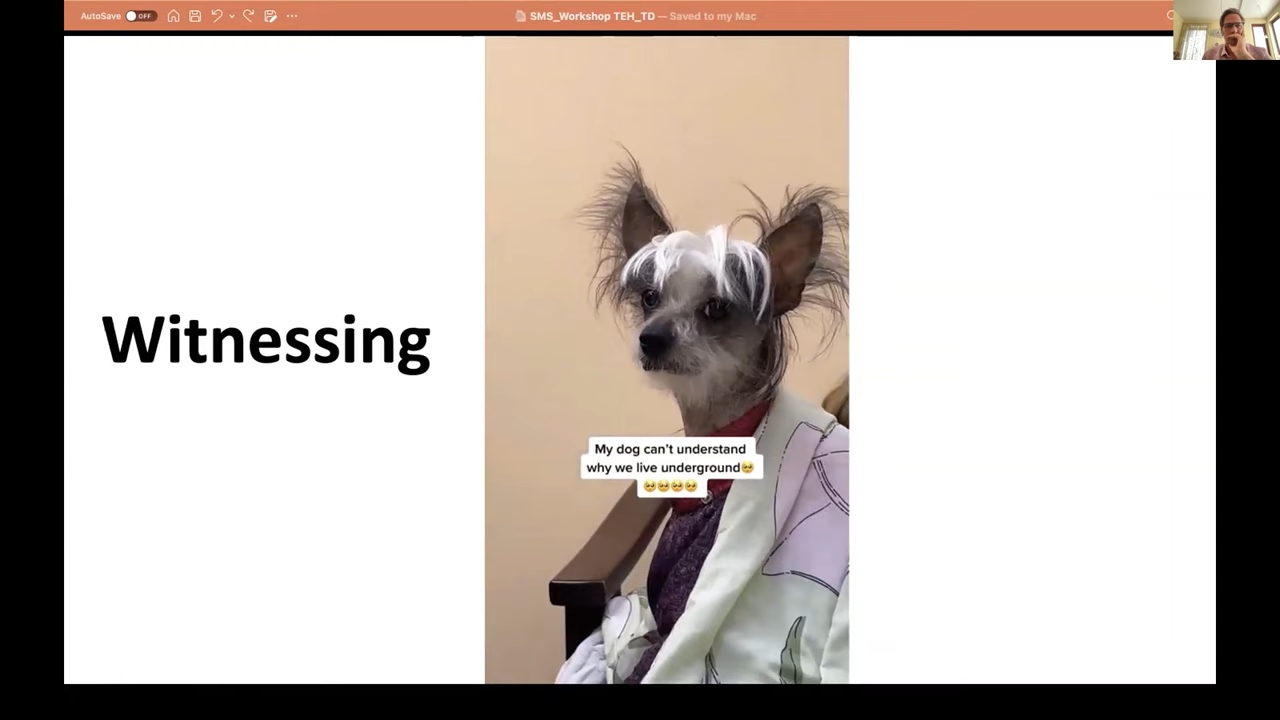 AutoSave OFF
SMS_Workshop TEH_TD — Saved to my Mac
Witnessing
My dog can't understand
why we live underground🥺
🥺🥺🥺🥺